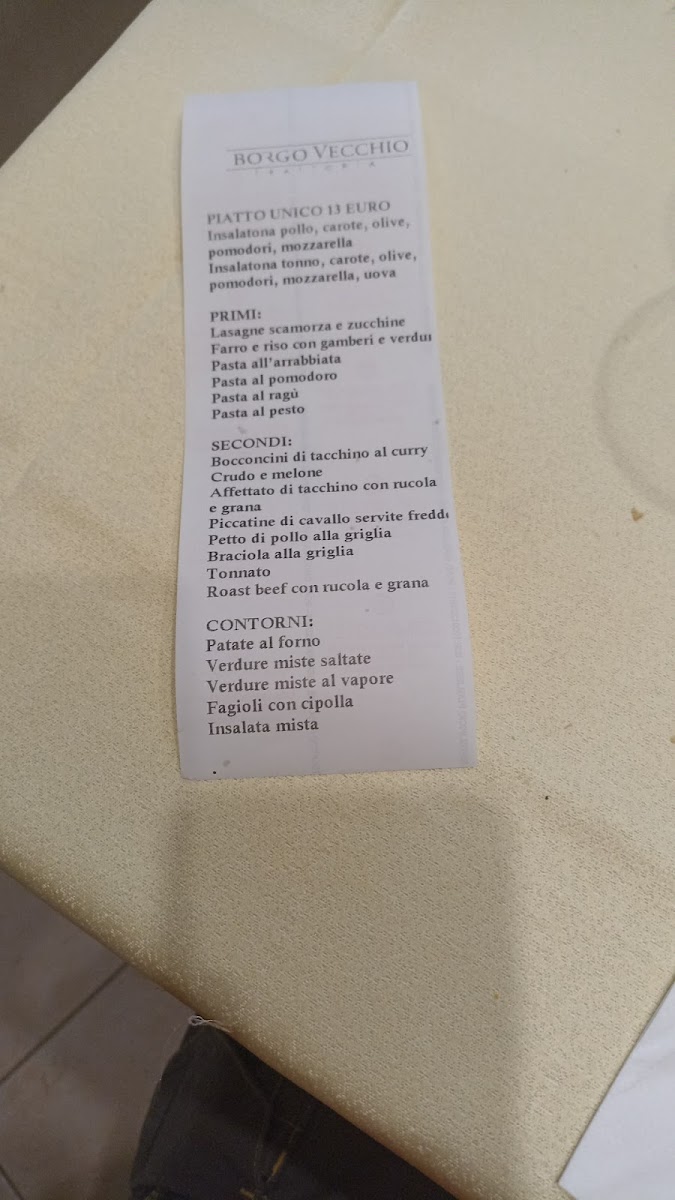 BORGO VECCHIO
TRATTORIA
PIATTO UNICO 13 EURO
Insalatona pollo, carote, olive,
pomodori, mozzarella
Insalatona tonno, carote, olive,
pomodori, mozzarella, uova
PRIMI:
Lasagne scamorza e zucchine
Farro e riso con gamberi e verdu
Pasta all'arrabbiata
Pasta al pomodoro
Pasta al ragù
Pasta al pesto
SECONDI:
Bocconcini di tacchino al curry
Crudo e melone
Affettato di tacchino con rucola
e grana
Piccatine di cavallo servite fredd
Petto di pollo alla griglia
Braciola alla griglia
Tonnato
Roast beef con rucola e grana
CONTORNI:
Patate al forno
Verdure miste saltate
Verdure miste al vapore
Fagioli con cipolla
Insalata mista